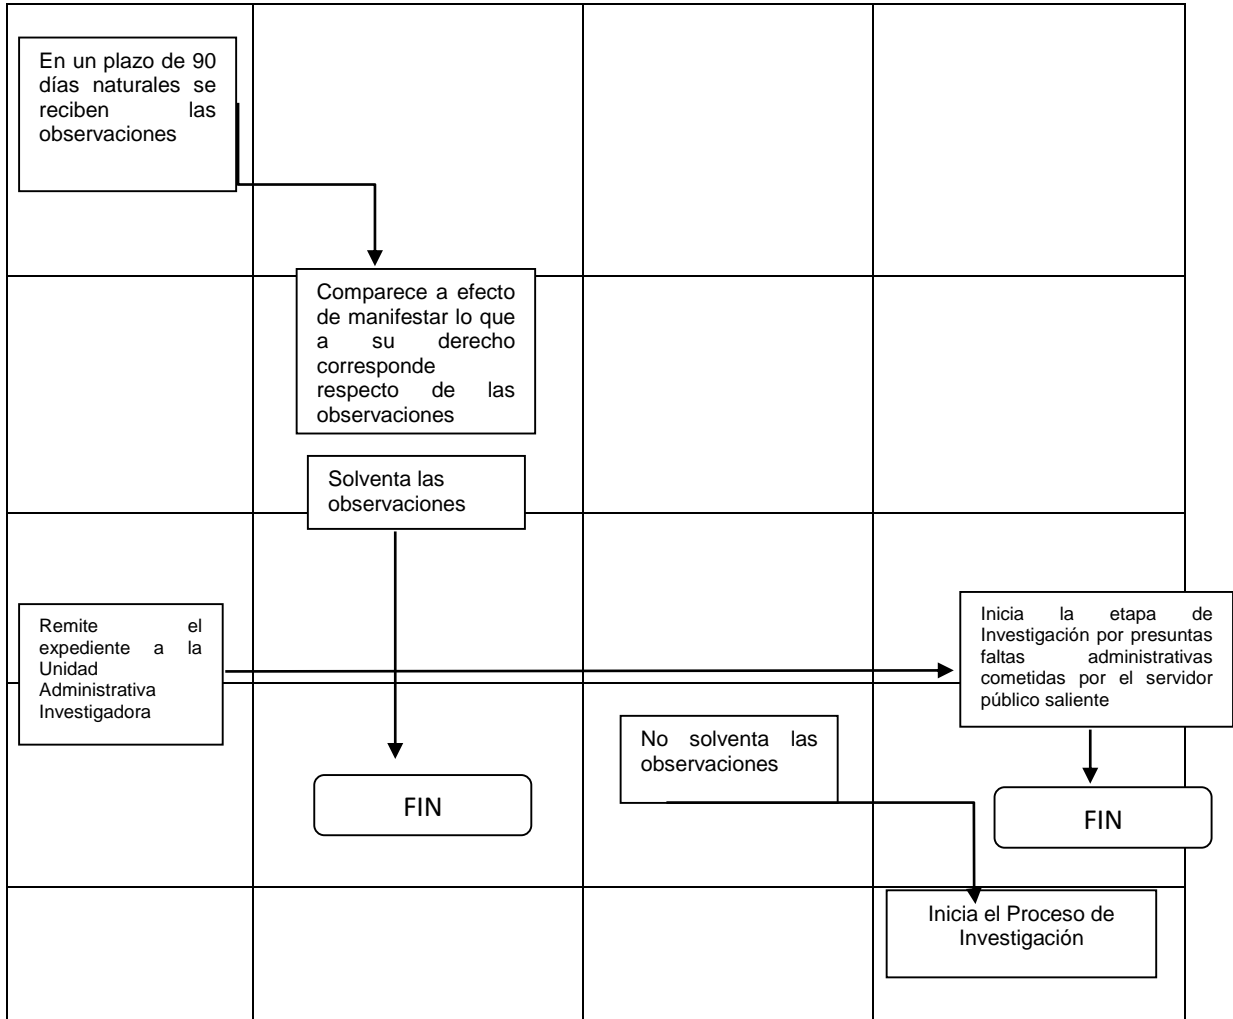 En un plazo de 90
días naturales se
reciben las
observaciones
Comparece a efecto
de manifestar lo que
a su derecho
corresponde
respecto de las
observaciones
Solventa las
observaciones
Remite el
expediente a la
Unidad
Administrativa
Investigadora
Inicia la etapa de
Investigación por presuntas
faltas administrativas
cometidas por el servidor
público saliente
No solventa las
observaciones
FIN
FIN
Inicia el Proceso de
Investigación